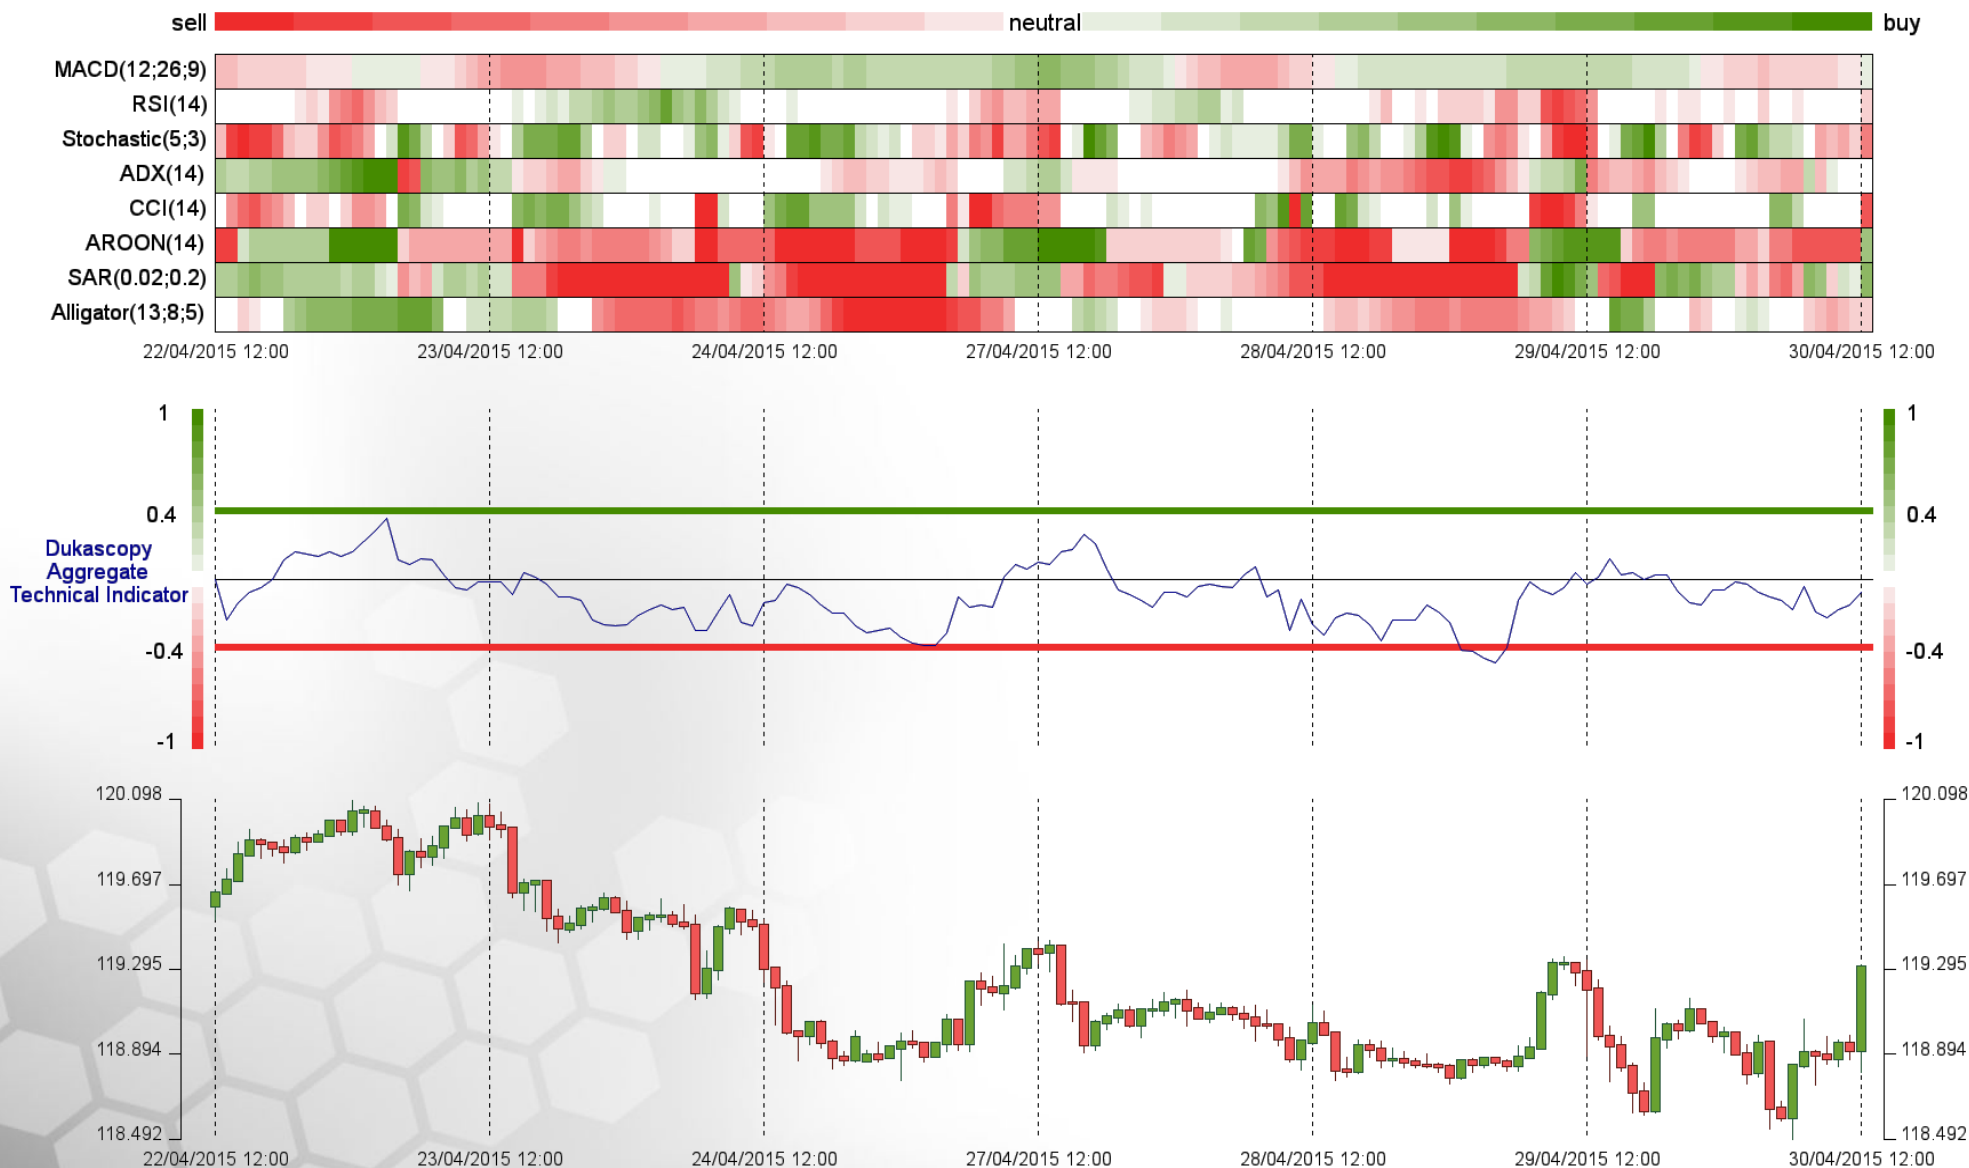 sell neutral buy
MACD(12;26;9)
RSI(14)
Stochastic(5;3)
ADX(14)
CCI(14)
AROON(14)
SAR(0.02;0.2)
Alligator(13;8;5)
22/04/2015 12:00 23/04/2015 12:00 24/04/2015 12:00 27/04/2015 12:00 28/04/2015 12:00 29/04/2015 12:00 30/04/2015 12:00
1 1
0.4 0.4
Dukascopy
Aggregate
Technical Indicator
-0.4 -0.4
-1 -1
120.098 120.098
119.697 119.697
119.295 119.295
118.894 118.894
118.492 118.492
22/04/2015 12:00 23/04/2015 12:00 24/04/2015 12:00 27/04/2015 12:00 28/04/2015 12:00 29/04/2015 12:00 30/04/2015 12:00